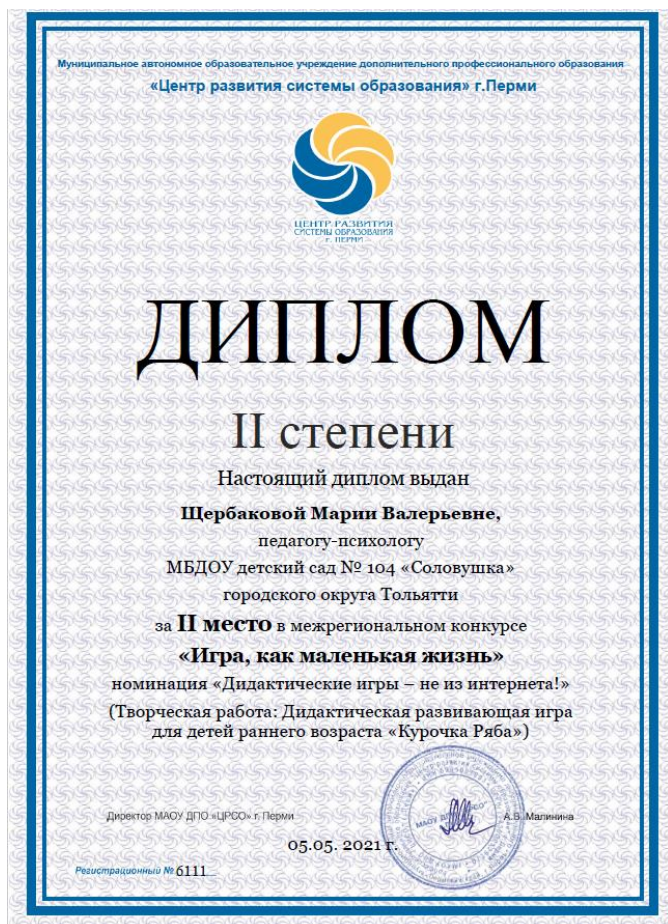 Муниципальное автономное образовательное учреждение дополнительного профессионального образования
«Центр развития системы образования» г.Перми
ЦЕНТР РАЗВИТИЯ
СИСТЕМЫ ОБРАЗОВАНИЯ
г. ПЕРМИ
ДИПЛОМ
II степени
Настоящий диплом выдан
Щербаковой Марии Валерьевне,
педагогу-психологу
МБДОУ детский сад № 104 «Соловушка»
городского округа Тольятти
за II место в межрегиональном конкурсе
«Игра, как маленькая жизнь»
номинация «Дидактические игры – не из интернета!»
(Творческая работа: Дидактическая развивающая игра
для детей раннего возраста «Курочка Ряба»)
Директор МАОУ ДПО «ЦРСО» г. Перми
А.В. Малинина
05.05. 2021 г.
Регистрационный № 6111